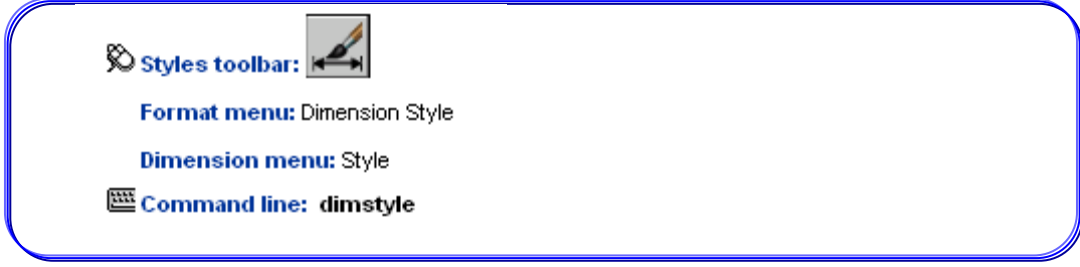 Styles toolbar:
Format menu: Dimension Style
Dimension menu: Style
Command line: dimstyle